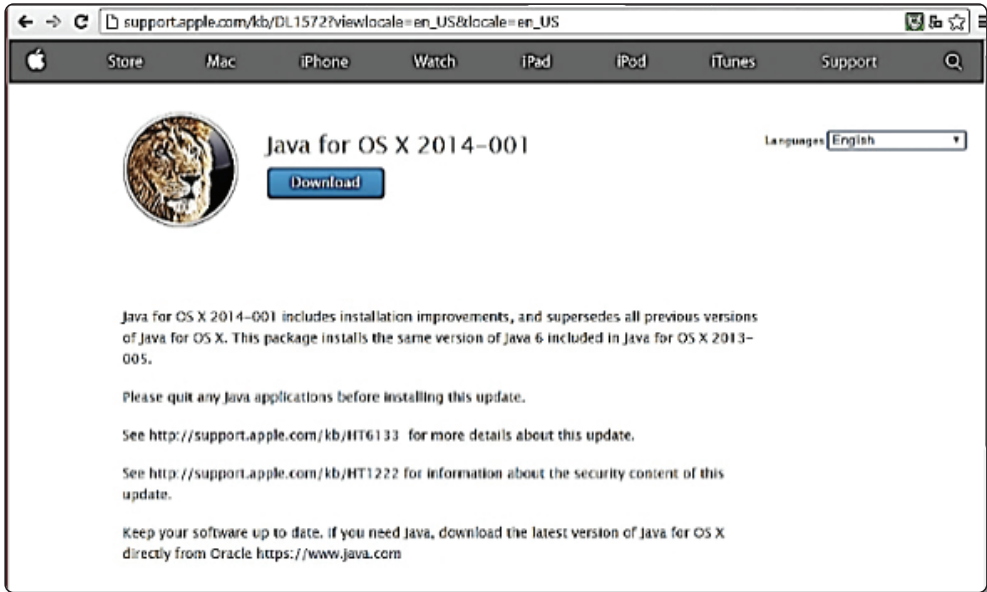 support.apple.com/kb/DL1572?viewlocale=en_US&locale=en_US
Store Mac iPhone Watch iPad iPod iTunes Support
Java for OS X 2014-001
Languages English
Download
Java for OS X 2014-001 includes installation improvements, and supersedes all previous versions
of Java for OS X. This package installs the same version of Java 6 included in Java for OS X 2013-
005.
Please quit any Java applications before installing this update.
See http://support.apple.com/kb/HT6133 for more details about this update.
See http://support.apple.com/kb/HT1222 for information about the security content of this
update.
Keep your software up to date. If you need Java, download the latest version of Java for OS X
directly from Oracle https://www.java.com